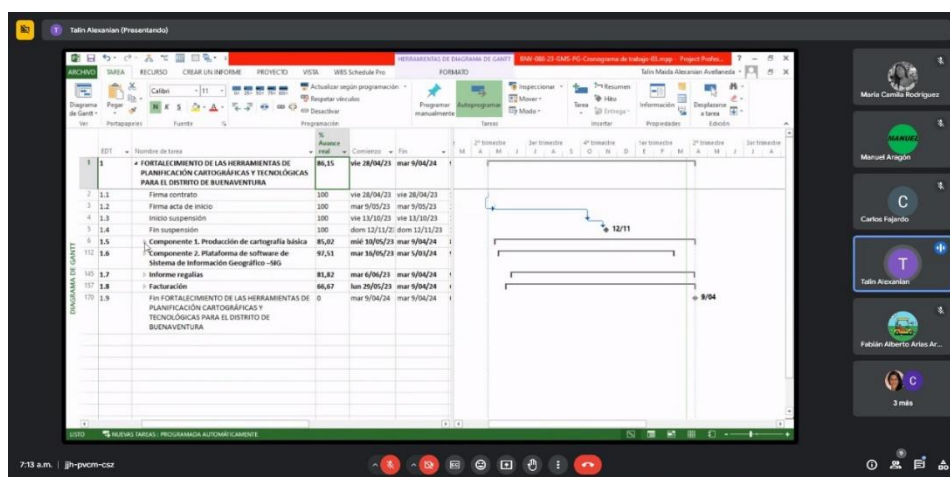 Talin Alexanian (Presentando)
HERRAMIENTAS DE DIAGRAMA DE GANTT
BNV-088-23-GMS-PG-Cronograma de trabajo-03.mpp - Project Profes...
ARCHIVO TAREA RECURSO CREAR UN INFORME PROYECTO VISTA WBS Schedule Pro FORMATO
Talin Maida Alexanian Avellaneda
Diagrama de Gantt
Pegar
Calibri 11
N K S
Actualizar según programación
Respetar vínculos
Desactivar
Programar manualmente
Autoprogramar
Inspeccionar
Mover
Modo
Tarea
Resumen
Hito
Entrega
Información
Desplazarse a tarea
Ver Portapapeles Fuente Programación Tareas Insertar Propiedades Edición
EDT Nombre de tarea % Avance real Comienzo Fin
2º trimestre 3er trimestre 4º trimestre 1er trimestre 2º trimestre 3er trimestre
M A M J J A S O N D E F M A M J J A
1 1 FORTALECIMIENTO DE LAS HERRAMIENTAS DE 86,15 vie 28/04/23 mar 9/04/24
PLANIFICACIÓN CARTOGRÁFICAS Y TECNOLÓGICAS
PARA EL DISTRITO DE BUENAVENTURA
2 1.1 Firma contrato 100 vie 28/04/23 vie 28/04/23
3 1.2 Firma acta de inicio 100 mar 9/05/23 mar 9/05/23
4 1.3 Inicio suspensión 100 vie 13/10/23 vie 13/10/23
5 1.4 Fin suspensión 100 dom 12/11/23 dom 12/11/23
12/11
6 1.5 Componente 1. Producción de cartografía básica 85,02 mié 10/05/23 mar 9/04/24
112 1.6 Componente 2. Plataforma de software de 97,51 mar 16/05/23 mar 5/03/24
Sistema de Información Geográfico –SIG
145 1.7 Informe regalías 81,82 mar 6/06/23 mar 9/04/24
157 1.8 Facturación 66,67 lun 29/05/23 mar 9/04/24
170 1.9 Fin FORTALECIMIENTO DE LAS HERRAMIENTAS DE 0 mar 9/04/24 mar 9/04/24
PLANIFICACIÓN CARTOGRÁFICAS Y
TECNOLÓGICAS PARA EL DISTRITO DE
BUENAVENTURA
9/04
DIAGRAMA DE GANTT
LISTO NUEVAS TAREAS : PROGRAMADA AUTOMÁTICAMENTE
María Camila Rodriguez
MANUEL
Manuel Aragón
C
Carlos Fajardo
T
Talin Alexanian
Fabián Alberto Arias Ar...
C
3 más
7:13 a.m. | jjh-pvcm-csz